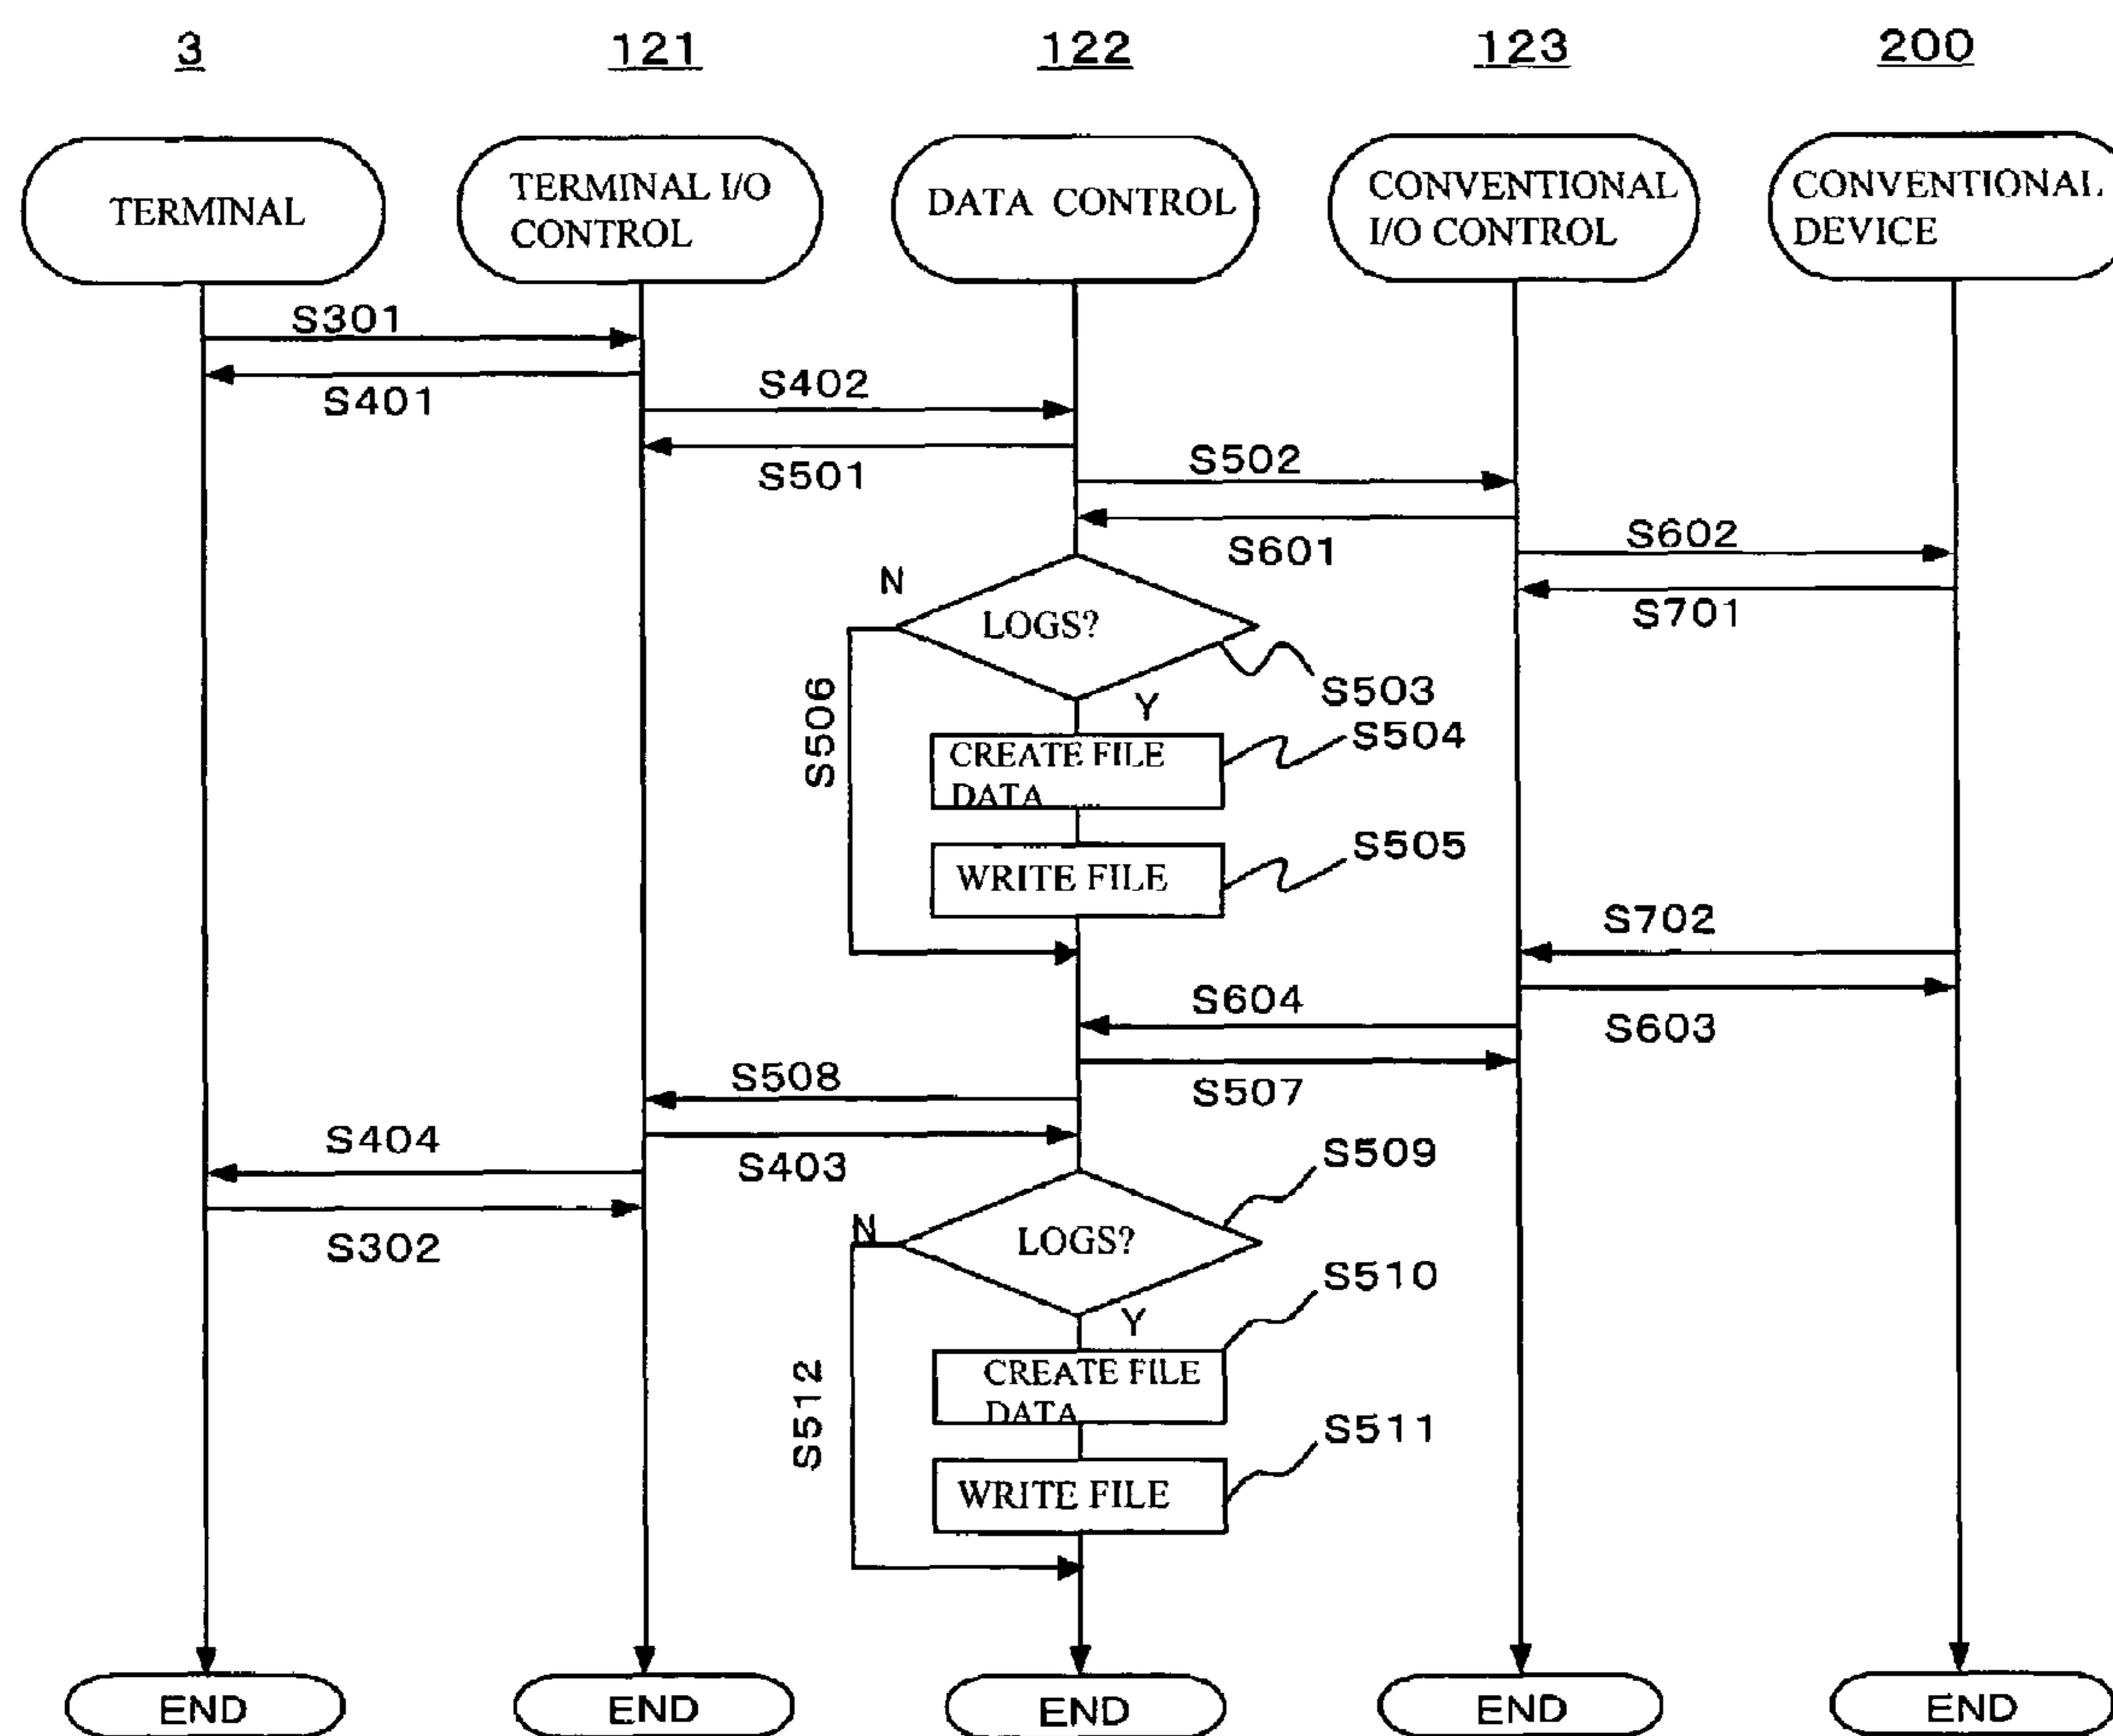 3
121
122
123
200
TERMINAL
TERMINAL I/O
CONTROL
DATA CONTROL
CONVENTIONAL
I/O CONTROL
CONVENTIONAL
DEVICE
S301
S401
S402
S501
S502
S601
S602
S701
N
LOGS?
S503
Y
S506
CREATE FILE
DATA
S504
WRITE FILE
S505
S702
S604
S603
S508
S507
S404
S403
S302
S509
N
LOGS?
Y
S510
S512
CREATE FILE
DATA
S511
WRITE FILE
END
END
END
END
END